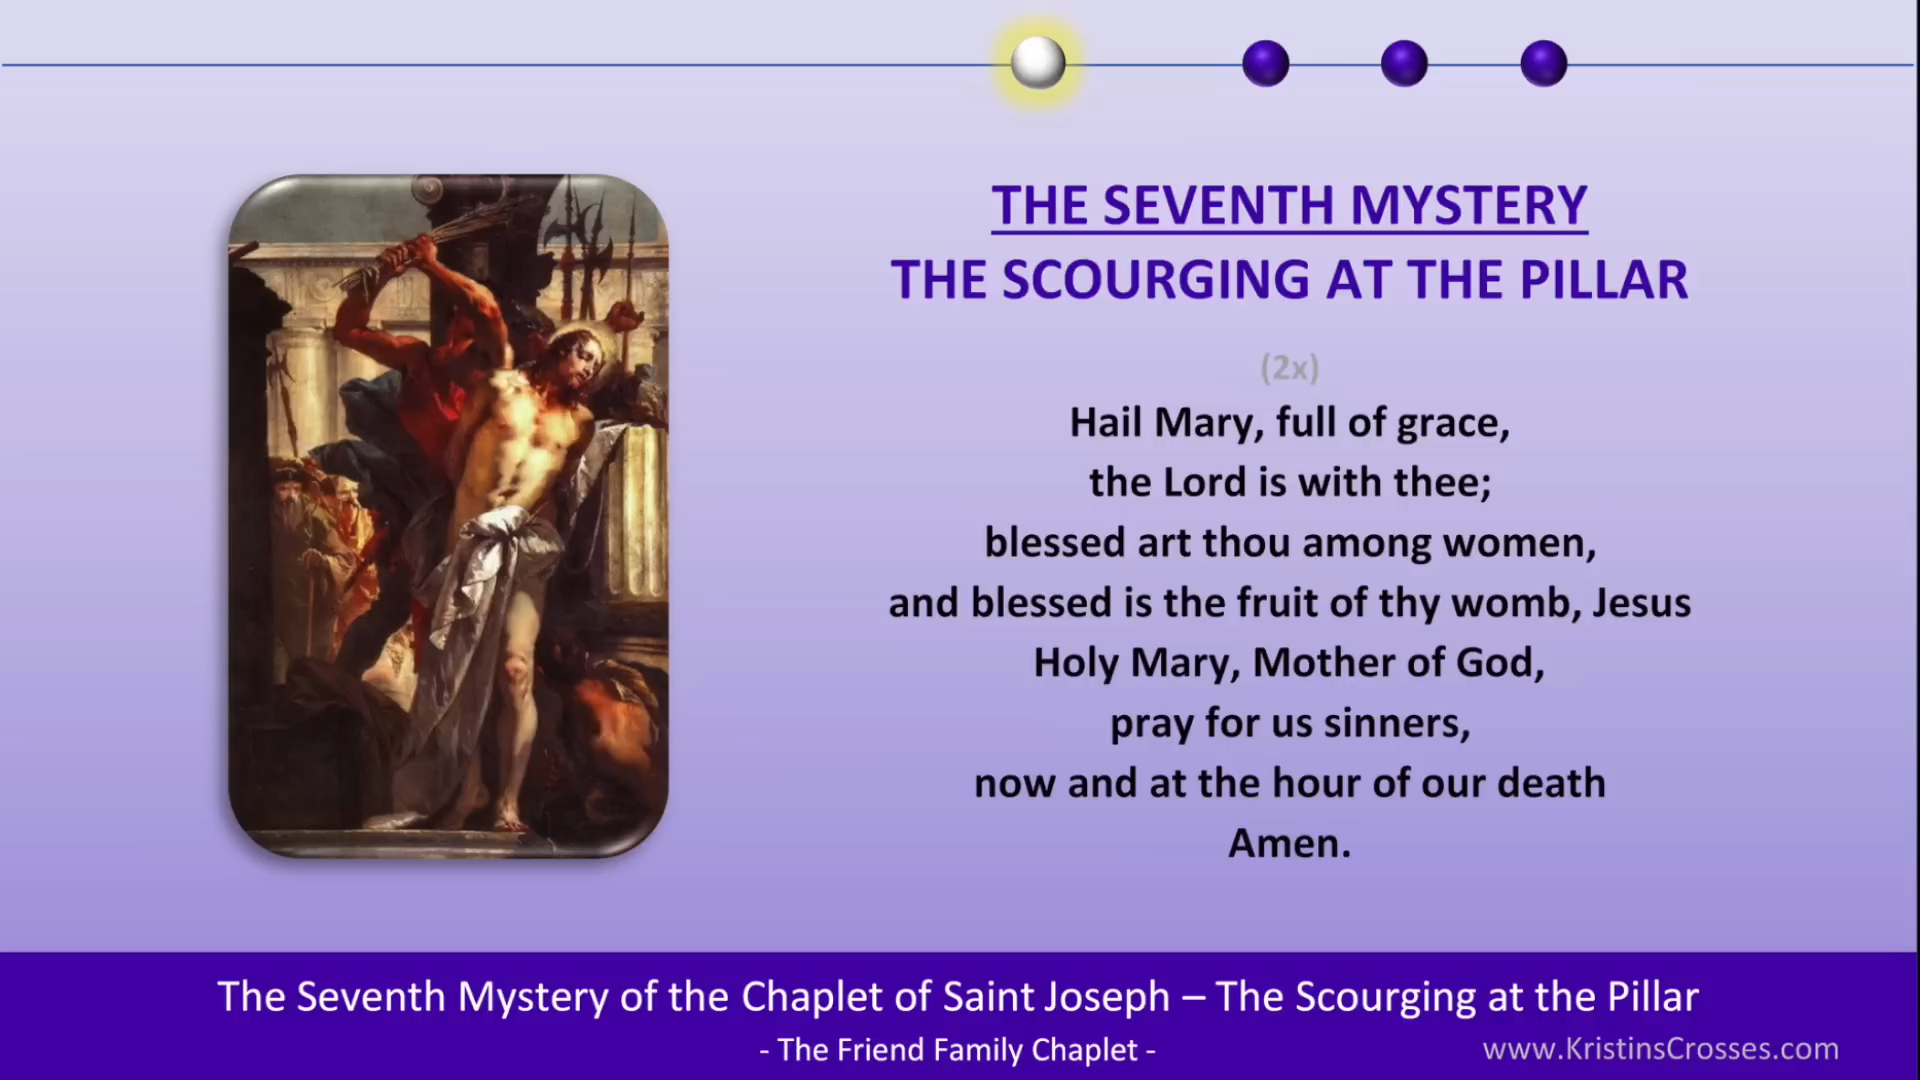 THE SEVENTH MYSTERY
THE SCOURGING AT THE PILLAR
(2x)
Hail Mary, full of grace,
the Lord is with thee;
blessed art thou among women,
and blessed is the fruit of thy womb, Jesus
Holy Mary, Mother of God,
pray for us sinners,
now and at the hour of our death
Amen.
The Seventh Mystery of the Chaplet of Saint Joseph – The Scourging at the Pillar
- The Friend Family Chaplet -
www.KristinsCrosses.com